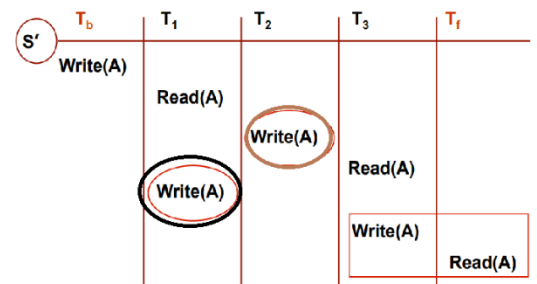 S' T_b T_1 T_2 T_3 T_f
Write(A)
Read(A)
Write(A)
Read(A)
Write(A)
Write(A)
Read(A)